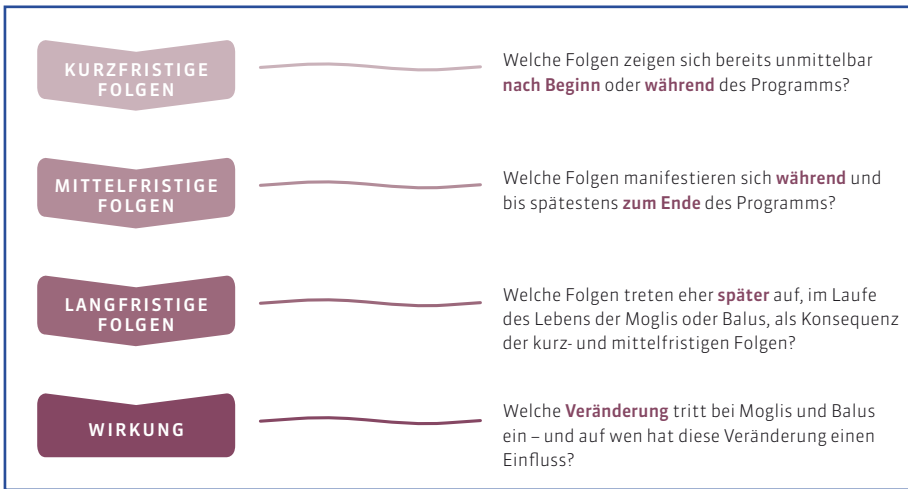 KURZFRISTIGE
FOLGEN
Welche Folgen zeigen sich bereits unmittelbar
nach Beginn oder während des Programms?
MITTELFRISTIGE
FOLGEN
Welche Folgen manifestieren sich während und
bis spätestens zum Ende des Programms?
LANGFRISTIGE
FOLGEN
Welche Folgen treten eher später auf, im Laufe
des Lebens der Moglis oder Balus, als Konsequenz
der kurz- und mittelfristigen Folgen?
WIRKUNG
Welche Veränderung tritt bei Moglis und Balus
ein – und auf wen hat diese Veränderung einen
Einfluss?